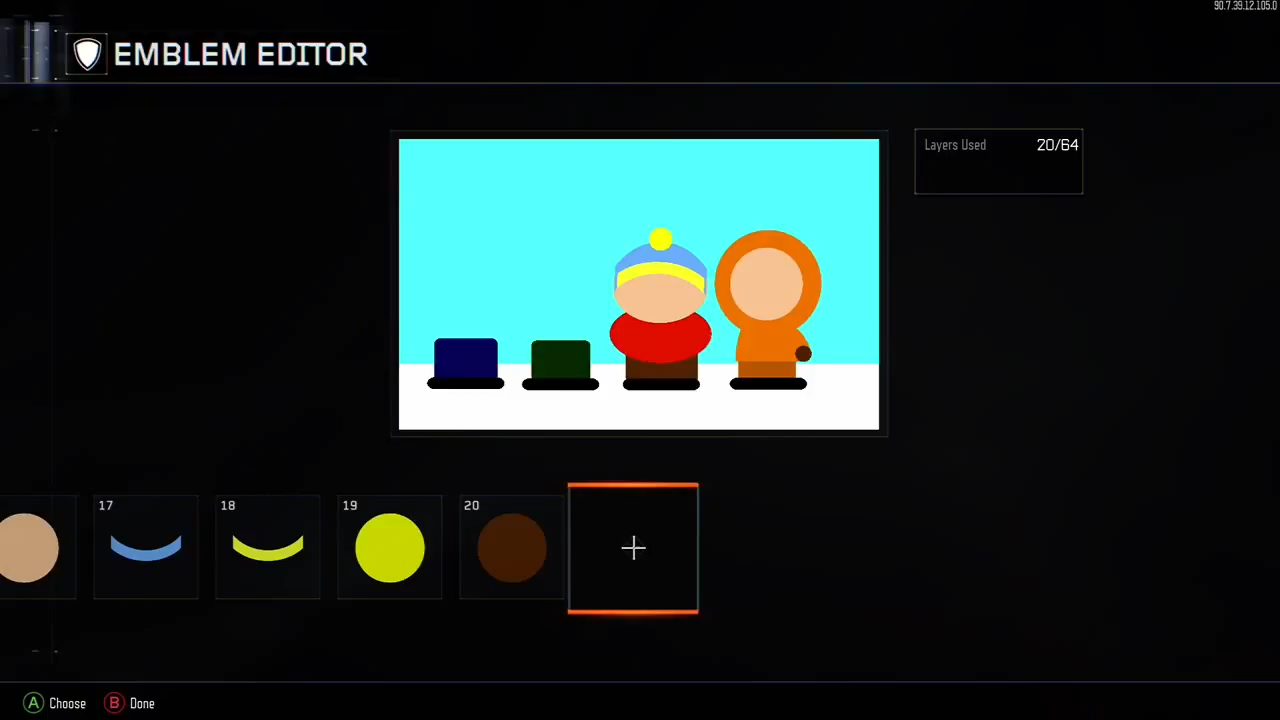 90.7.39.12.105.0
EMBLEM EDITOR
Layers Used 20/64
17 18 19 20
A Choose B Done